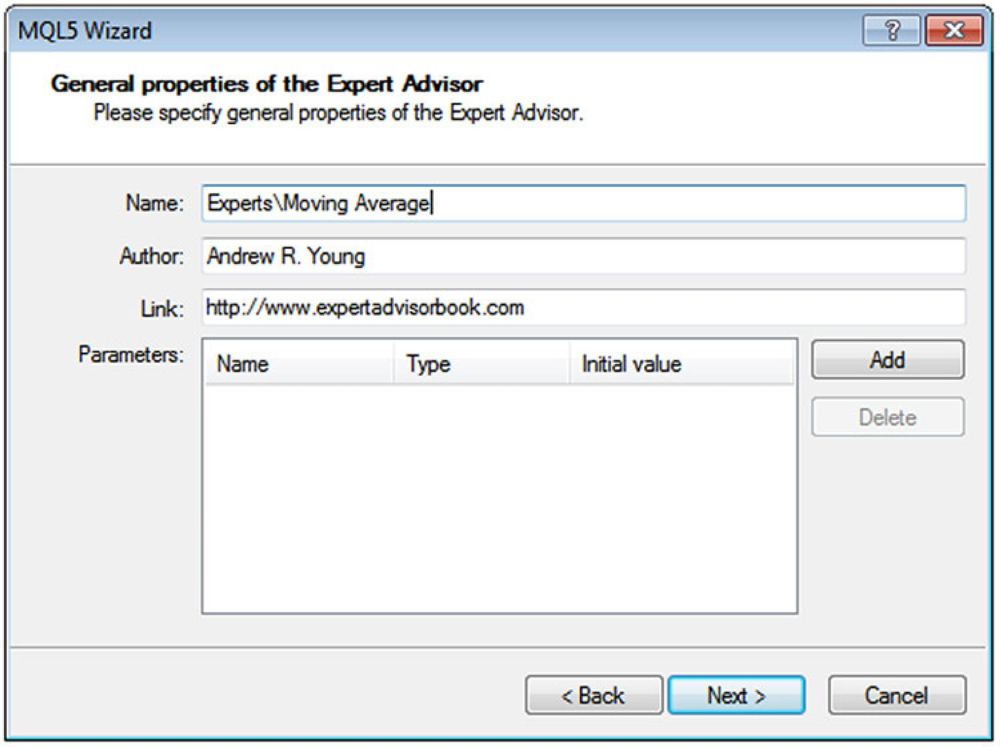 MQL5 Wizard
?
General properties of the Expert Advisor
Please specify general properties of the Expert Advisor.
Name: Experts\Moving Average
Author: Andrew R. Young
Link: http://www.expertadvisorbook.com
Parameters: Name Type Initial value Add
Delete
< Back Next > Cancel